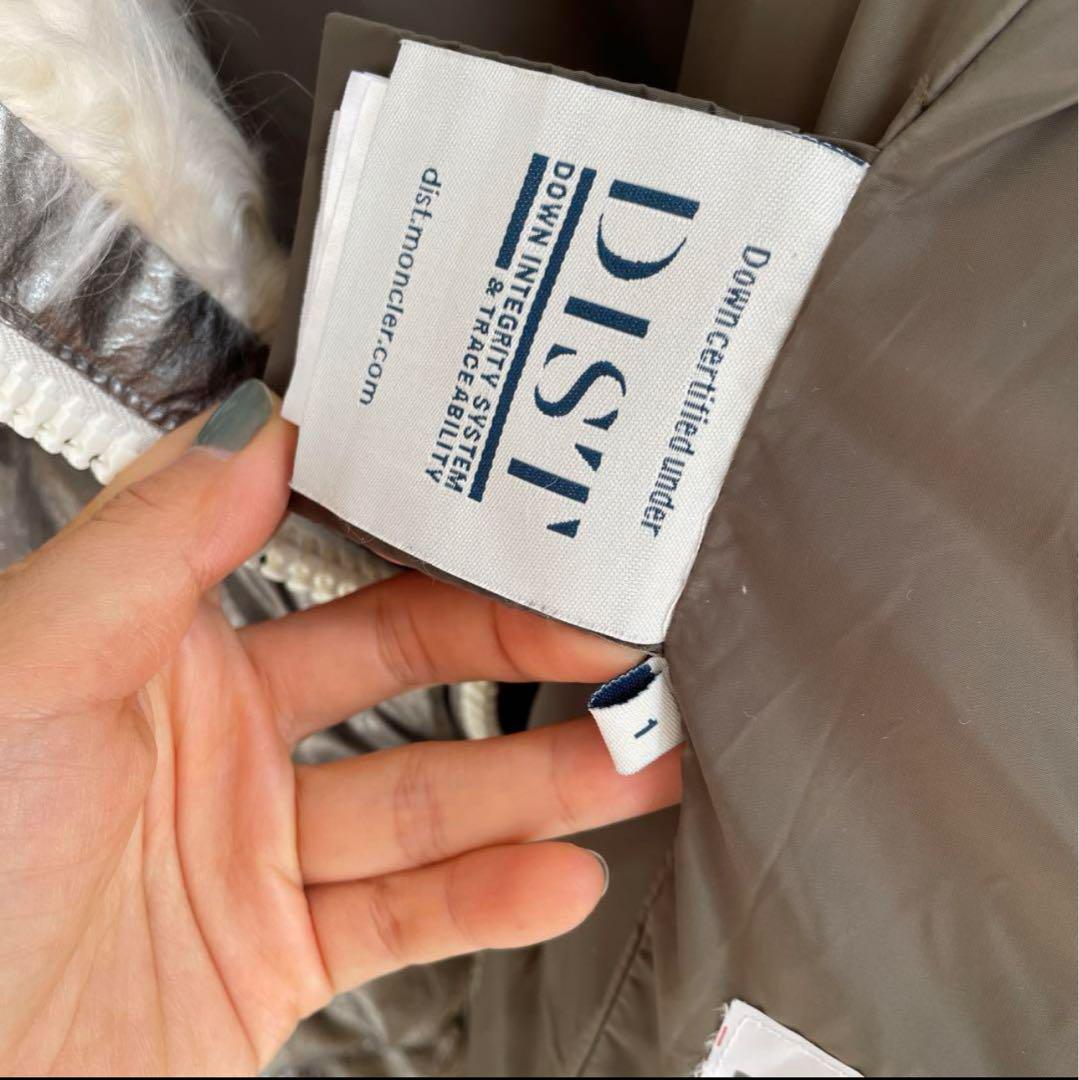 Down certified under
DIST
DOWN INTEGRITY SYSTEM
& TRACEABILITY
dist.moncler.com
1